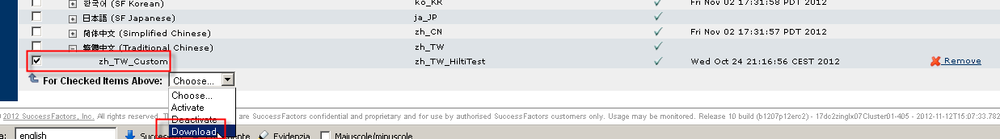 한국어 (SF Korean) ko_KR Fri Nov 02 17:31:58 PDT 2012
日本語 (SF Japanese) ja_JP
简体中文 (Simplified Chinese) zh_CN Fri Nov 02 17:31:57 PDT 2012
繁體中文 (Traditional Chinese) zh_TW
zh_TW_Custom zh_TW_HiltiTest Wed Oct 24 21:16:56 CEST 2012 Remove
For Checked Items Above: Choose...
Choose...
Activate
Deactivate
Download
2012 SuccessFactors, Inc. All rights reserved. are SuccessFactors confidential and proprietary and for use by authorised SuccessFactors customers only. Usage may be monitored. Release 10 build (b1207p12erc2) - 17dc2zinglx07Cluster01-405 - 2012-11-12T15:07:33.782
english Evidenzia Maiuscole/minuscole